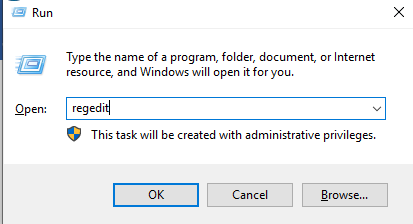 Run
Type the name of a program, folder, document, or Internet
resource, and Windows will open it for you.
Open: regedit
This task will be created with administrative privileges.
OK Cancel Browse...